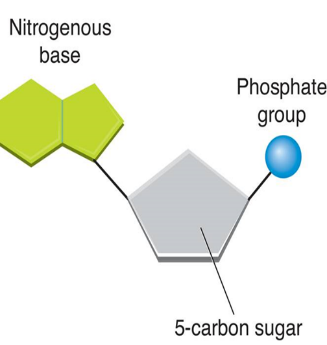 Nitrogenous
base
Phosphate
group
5-carbon sugar